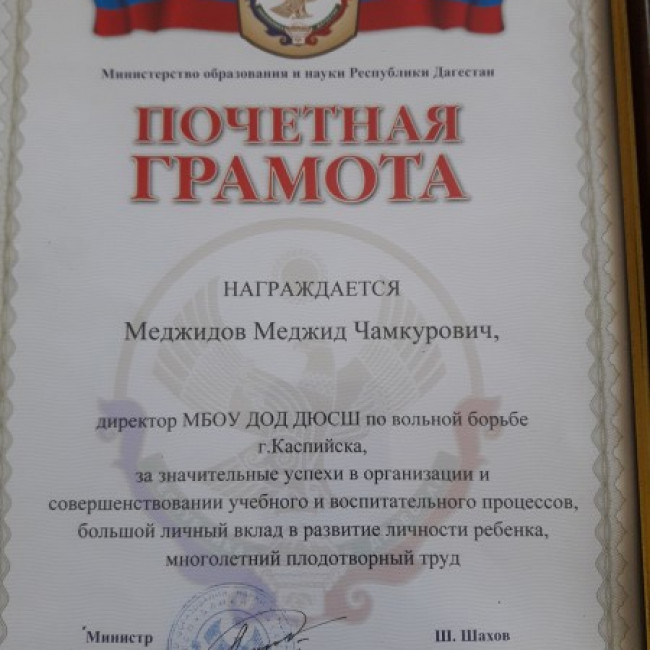 Министерство образования и науки Республики Дагестан
ПОЧЕТНАЯ
ГРАМОТА
НАГРАЖДАЕТСЯ
Меджидов Меджид Чамкурович,
директор МБОУ ДОД ДЮСШ по вольной борьбе
г.Каспийска,
за значительные успехи в организации и
совершенствовании учебного и воспитательного процессов,
большой личный вклад в развитие личности ребенка,
многолетний плодотворный труд
Министр Ш. Шахов